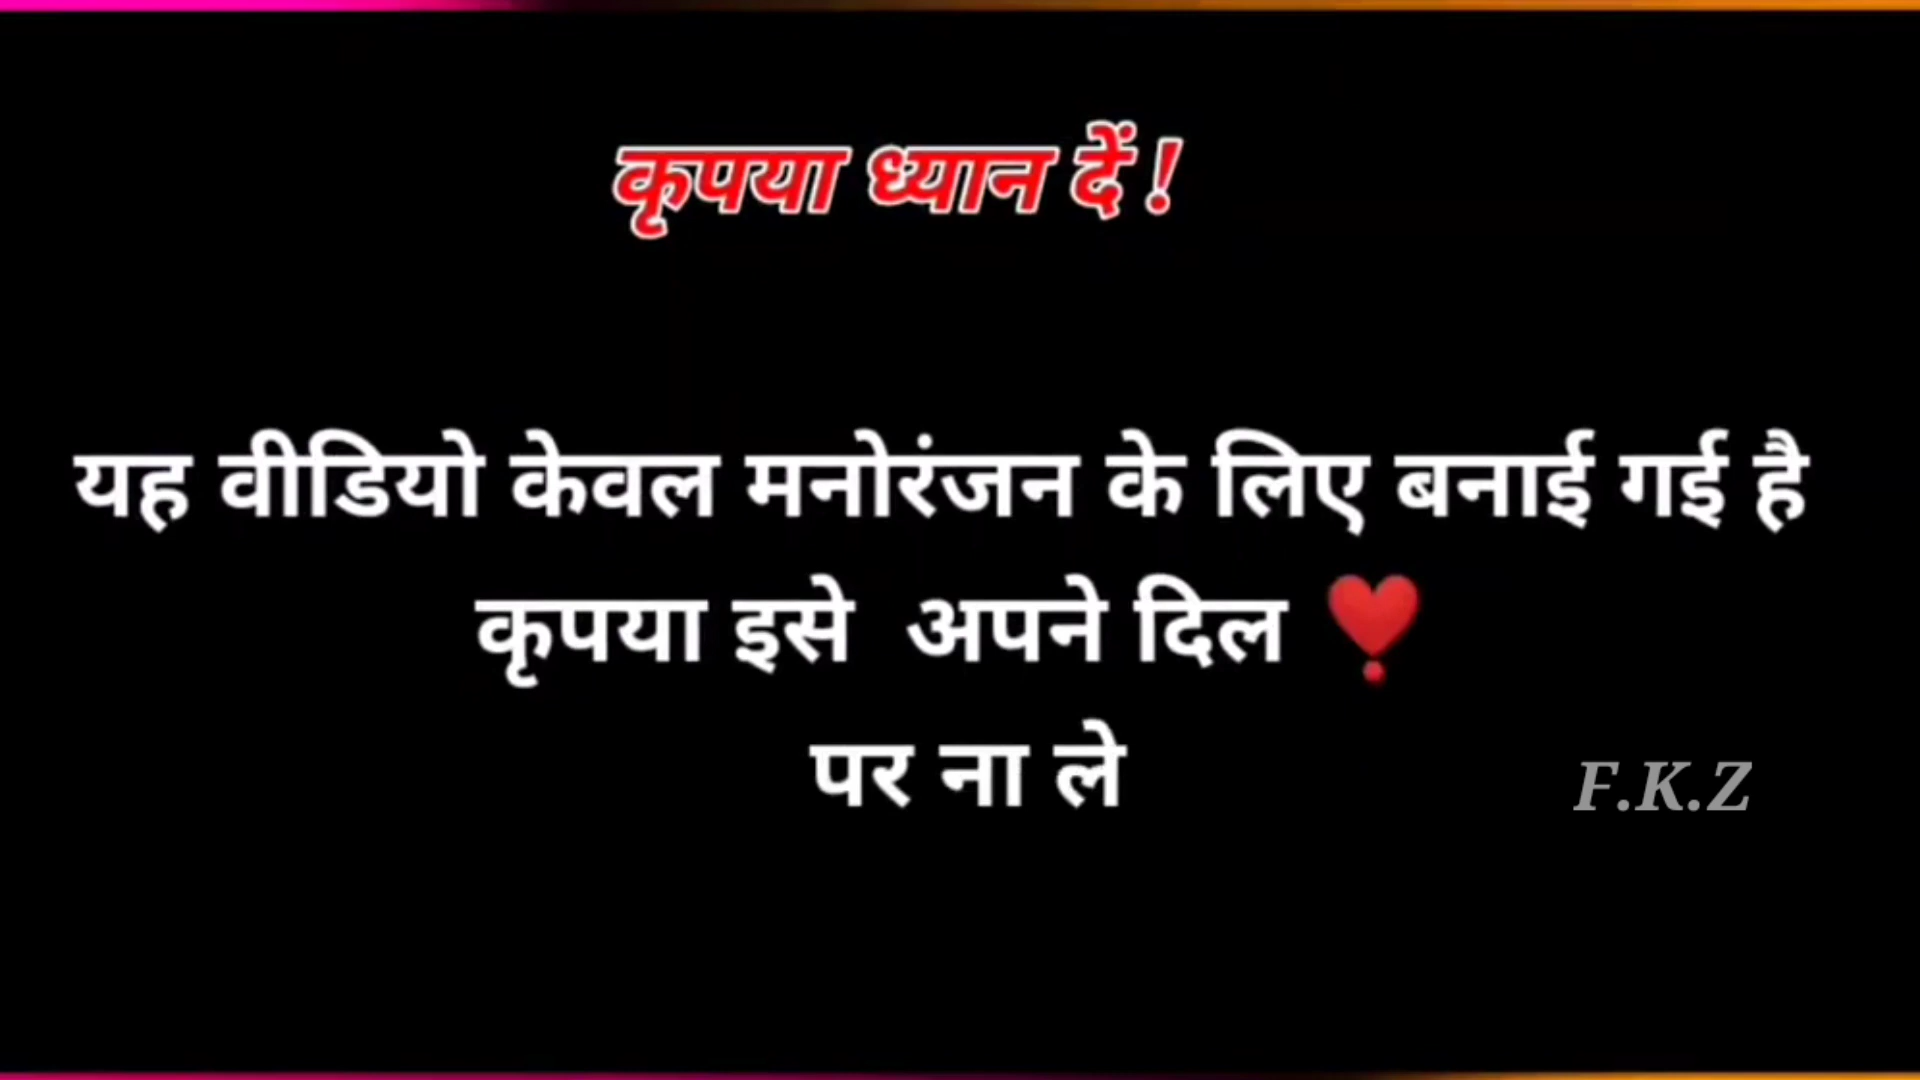 कृपया ध्यान दें !
यह वीडियो केवल मनोरंजन के लिए बनाई गई है
कृपया इसे अपने दिल ❣️
पर ना ले
F.K.Z